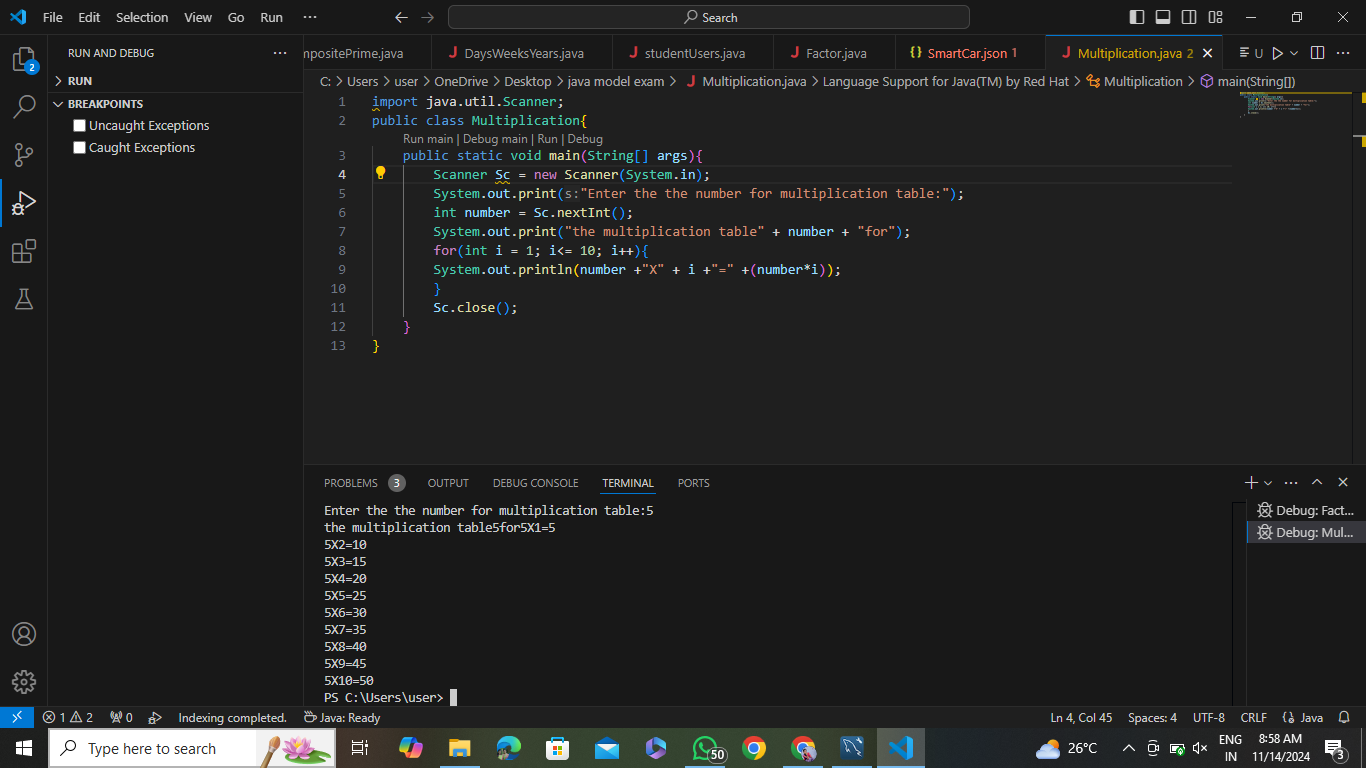 File Edit Selection View Go Run ··· Search
RUN AND DEBUG ···
RUN
BREAKPOINTS
Uncaught Exceptions
Caught Exceptions
2
mpositePrime.java DaysWeeksYears.java studentUsers.java Factor.java {} SmartCar.json 1 Multiplication.java 2 U ···
C: > Users > user > OneDrive > Desktop > java model exam > Multiplication.java > Language Support for Java(TM) by Red Hat > Multiplication > main(String[])
1 import java.util.Scanner;
2 public class Multiplication{
Run main | Debug main | Run | Debug
3 public static void main(String[] args){
4 Scanner Sc = new Scanner(System.in);
5 System.out.print(s:"Enter the the number for multiplication table:");
6 int number = Sc.nextInt();
7 System.out.print("the multiplication table" + number + "for");
8 for(int i = 1; i<= 10; i++){
9 System.out.println(number +"X" + i +"=" +(number*i));
10 }
11 Sc.close();
12 }
13 }
PROBLEMS 3 OUTPUT DEBUG CONSOLE TERMINAL PORTS
Enter the the number for multiplication table:5
the multiplication table5for5X1=5
5X2=10
5X3=15
5X4=20
5X5=25
5X6=30
5X7=35
5X8=40
5X9=45
5X10=50
PS C:\Users\user>
Debug: Fact...
Debug: Mul...
1 2 0 Indexing completed. Java: Ready Ln 4, Col 45 Spaces: 4 UTF-8 CRLF {} Java
Type here to search 50 26°C ENG IN 8:58 AM 11/14/2024 3